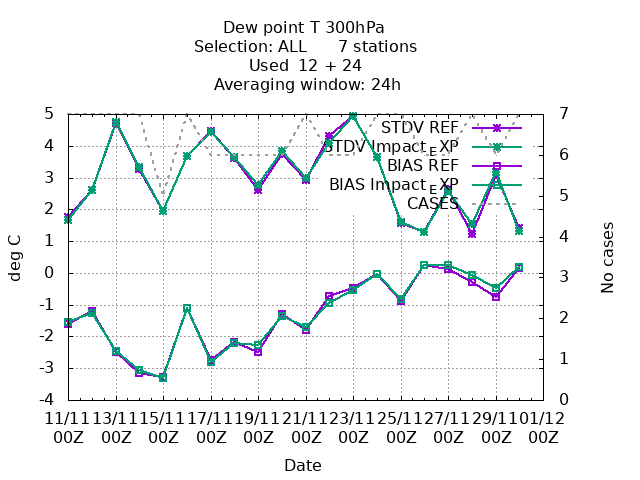 Dew point T 300hPa
Selection: ALL 7 stations
Used 12 + 24
Averaging window: 24h
5
4
3
2
1
0
-1
-2
-3
-4
deg C
7
6
5
4
3
2
1
0
No cases
STDV REF
STDV Impact_EXP
BIAS REF
BIAS Impact_EXP
CASES
11/11 13/11 15/11 17/11 19/11 21/11 23/11 25/11 27/11 29/11 01/12
00Z 00Z 00Z 00Z 00Z 00Z 00Z 00Z 00Z 00Z 00Z
Date